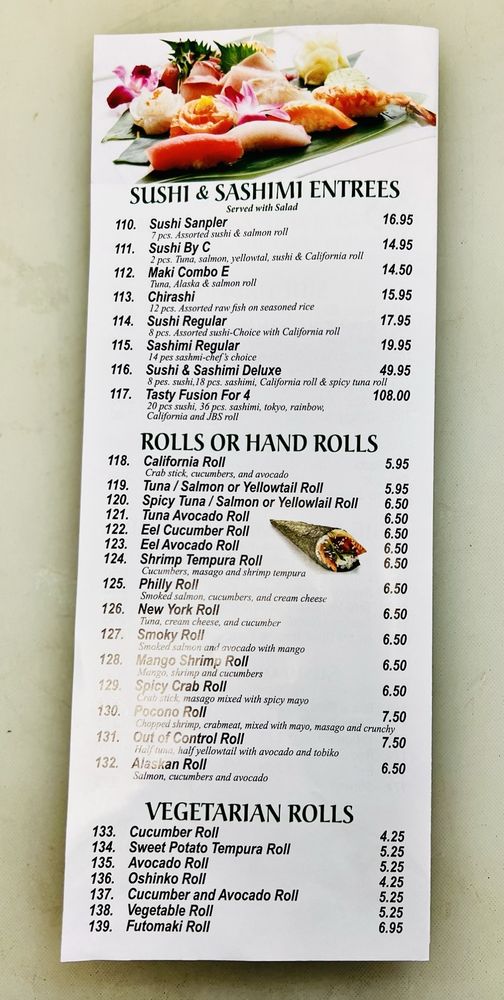 SUSHI & SASHIMI ENTREES
Served with Salad
110. Sushi Sanpler 16.95
7 pcs. Assorted sushi & salmon roll
111. Sushi By C 14.95
2 pcs. Tuna, salmon, yellowtal, sushi & California roll
112. Maki Combo E 14.50
Tuna, Alaska & salmon roll
113. Chirashi 15.95
12 pcs. Assorted raw fish on seasoned rice
114. Sushi Regular 17.95
8 pcs. Assorted sushi-Choice with California roll
115. Sashimi Regular 19.95
14 pes sashmi-chef's choice
116. Sushi & Sashimi Deluxe 49.95
8 pes. sushi,18 pcs. sashimi, California roll & spicy tuna roll
117. Tasty Fusion For 4 108.00
20 pcs sushi, 36 pcs. sashimi, tokyo, rainbow,
California and JBS roll
ROLLS OR HAND ROLLS
118. California Roll 5.95
Crab stick, cucumbers, and avocado
119. Tuna / Salmon or Yellowtail Roll 5.95
120. Spicy Tuna / Salmon or Yellowlail Roll 6.50
121. Tuna Avocado Roll 6.50
122. Eel Cucumber Roll 6.50
123. Eel Avocado Roll 6.50
124. Shrimp Tempura Roll 6.50
Cucumbers, masago and shrimp tempura
125. Philly Roll 6.50
Smoked salmon, cucumbers, and cream cheese
126. New York Roll 6.50
Tuna, cream cheese, and cucumber
127. Smoky Roll 6.50
Smoked salmon and avocado with mango
128. Mango Shrimp Roll 6.50
Mango, shrimp and cucumbers
129. Spicy Crab Roll 6.50
Crab stick, masago mixed with spicy mayo
130. Pocono Roll 7.50
Chopped shrimp, crabmeat, mixed with mayo, masago and crunchy
131. Out of Control Roll 7.50
Half tuna, half yellowtail with avocado and tobiko
132. Alaskan Roll 6.50
Salmon, cucumbers and avocado
VEGETARIAN ROLLS
133. Cucumber Roll 4.25
134. Sweet Potato Tempura Roll 5.25
135. Avocado Roll 5.25
136. Oshinko Roll 4.25
137. Cucumber and Avocado Roll 5.25
138. Vegetable Roll 5.25
139. Futomaki Roll 6.95